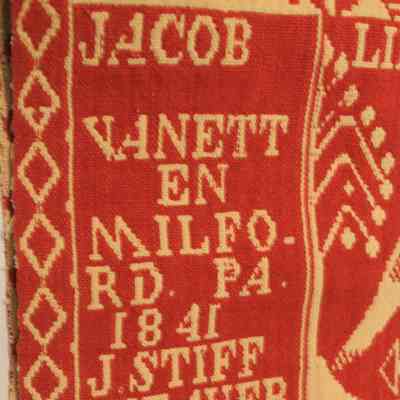 JACOB
VANETT
EN
MILFO-
RD. PA.
1841
J. STIFF